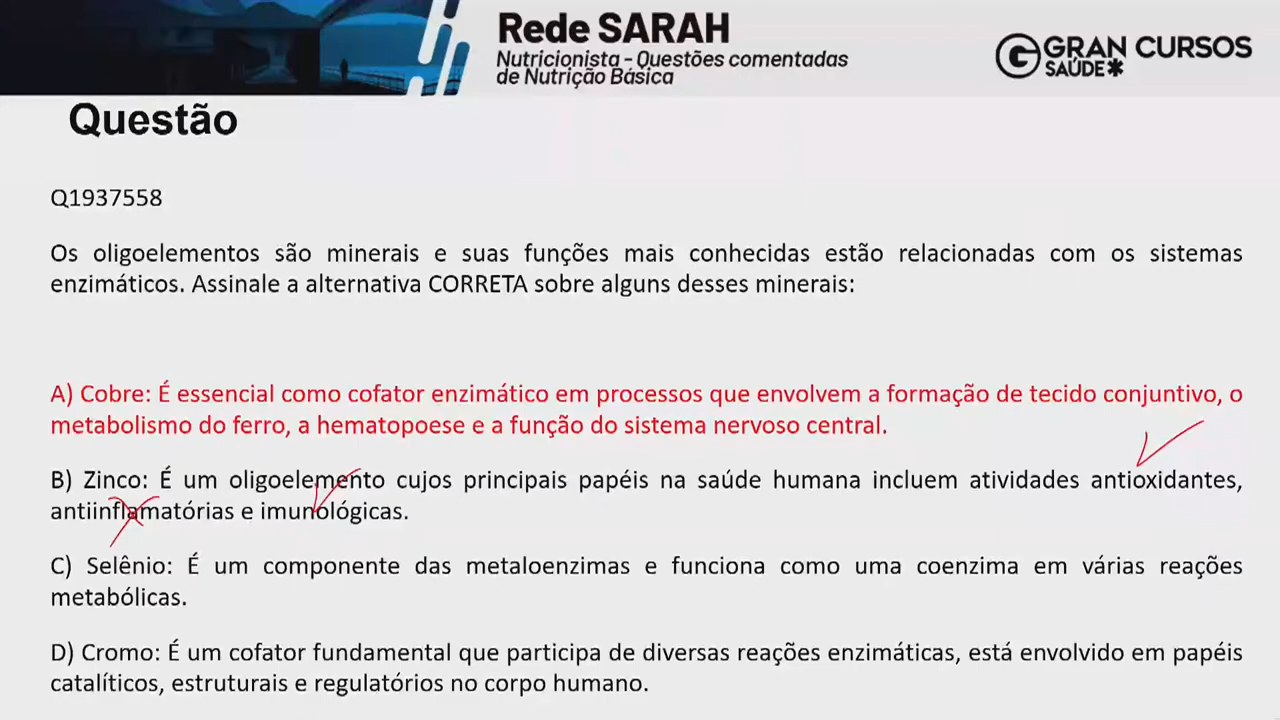 Rede SARAH
Nutricionista - Questões comentadas
de Nutrição Básica
GRAN CURSOS
SAÚDE
Questão
Q1937558
Os oligoelementos são minerais e suas funções mais conhecidas estão relacionadas com os sistemas
enzimáticos. Assinale a alternativa CORRETA sobre alguns desses minerais:
A) Cobre: É essencial como cofator enzimático em processos que envolvem a formação de tecido conjuntivo, o
metabolismo do ferro, a hematopoese e a função do sistema nervoso central.
B) Zinco: É um oligoelemento cujos principais papéis na saúde humana incluem atividades antioxidantes,
antiinflamatórias e imunológicas.
C) Selênio: É um componente das metaloenzimas e funciona como uma coenzima em várias reações
metabólicas.
D) Cromo: É um cofator fundamental que participa de diversas reações enzimáticas, está envolvido em papéis
catalíticos, estruturais e regulatórios no corpo humano.